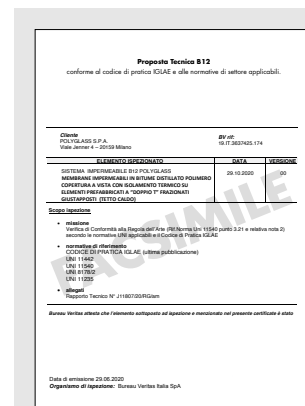 Proposta Tecnica B12
conforme al codice di pratica IGLAE e alle normative di settore applicabili.
Cliente
POLYGLASS S.P.A.
Viale Jenner 4 – 20159 Milano
BV rif:
19.IT.3637425.174
ELEMENTO ISPEZIONATO DATA VERSIONE
SISTEMA IMPERMEABILE B12 POLYGLASS 29.10.2020 00
MEMBRANE IMPERMEABILI IN BITUME DISTILLATO POLIMERO
COPERTURA A VISTA CON ISOLAMENTO TERMICO SU
ELEMENTI PREFABBRICATI A "DOPPIO T" FRAZIONATI
GIUSTAPPOSTI (TETTO CALDO)
Scopo ispezione
• missione
Verifica di Conformità alla Regola dell'Arte (Rif.Norma Uni 11540 punto 3.21 e relativa nota 2)
secondo le normative UNI applicabili e il Codice di Pratica IGLAE
• normative di riferimento
CODICE DI PRATICA IGLAE (ultima pubblicazione)
UNI 11442
UNI 11540
UNI 8178/2
UNI 11235
• allegati
Rapporto Tecnico N° J11807/20/RG/am
FACSIMILE
Bureau Veritas attesta che l'elemento sottoposto ad ispezione e menzionato nel presente certificato è stato
Data di emissione 29.06.2020
Organismo di ispezione: Bureau Veritas Italia SpA